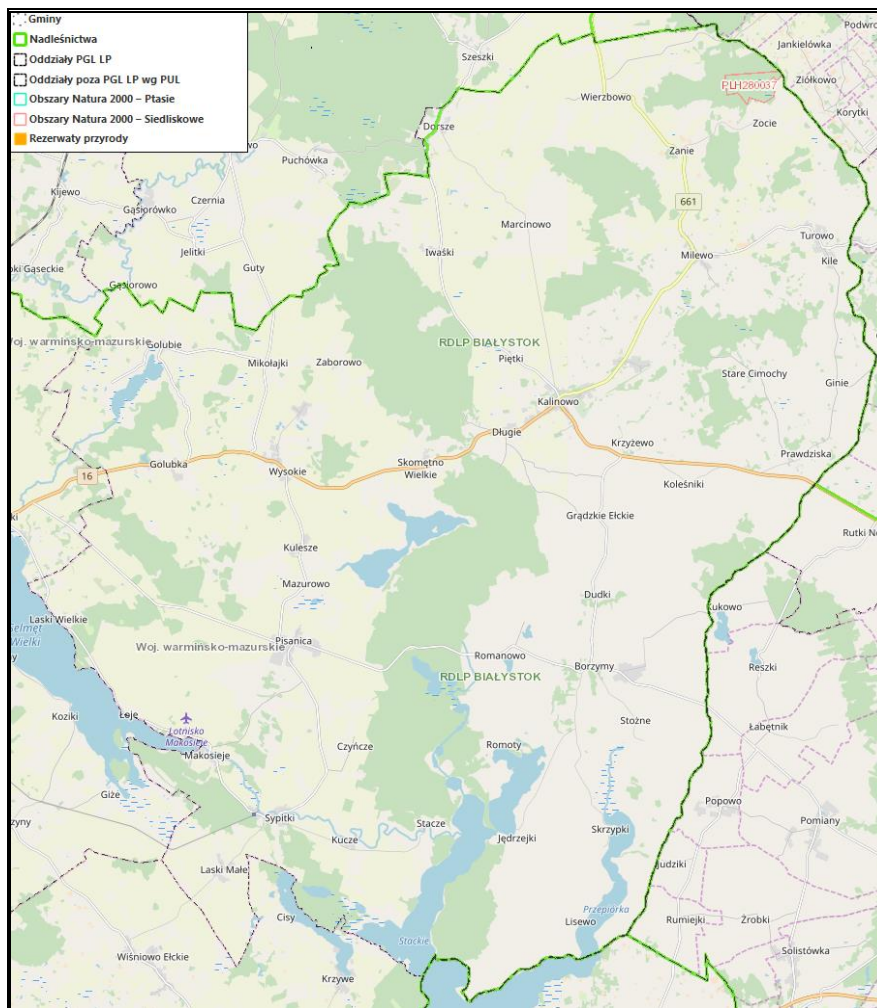 Gminy
Nadleśnictwa
Oddziały PGL LP
Oddziały poza PGL LP wg PUL
Obszary Natura 2000 – Ptasie
Obszary Natura 2000 – Siedliskowe
Rezerwaty przyrody
Szeszki
Jankielówka
Ziółkowo
Korytki
PLH280037
Wierzbowo
Zocie
Dorsze
Puchówka
Zanie
Kijewo
Czernia
Gąsiorówko
661
Marcinowo
Turowo
Jelitki
Iwaśki
Milewo
Kile
Guty
Gąsiorowo
Woj. warmińsko-mazurskie
Golubie
RDLP BIAŁYSTOK
Mikołajki
Zaborowo
Piętki
Stare Cimochy
Ginie
Kalinowo
Długie
Krzyżewo
Prawdziska
Golubka
Skomętno
Wielkie
16
Wysokie
Koleśniki
Grądzkie Ełckie
Rutki
Kulesze
Mazurowo
Dudki
Kukowo
Laski Wielkie
Woj. warmińsko-mazurskie
Pisanica
Romanowo
Borzymy
Reszki
RDLP BIAŁYSTOK
Koziki
Łoje
Lotnisko
Makosieje
Stożne
Łabętnik
Makosieje
Czyńcze
Romoty
Giże
Popowo
Sypitki
Stacze
Skrzypki
Pomiany
Kucze
Jędrzejki
Laski Małe
Judziki
Przepiórka
Cisy
Lisewo
Rumiejki
Żrobki
Stackie
Wiśniowo Ełckie
Solistówka
Krzywe